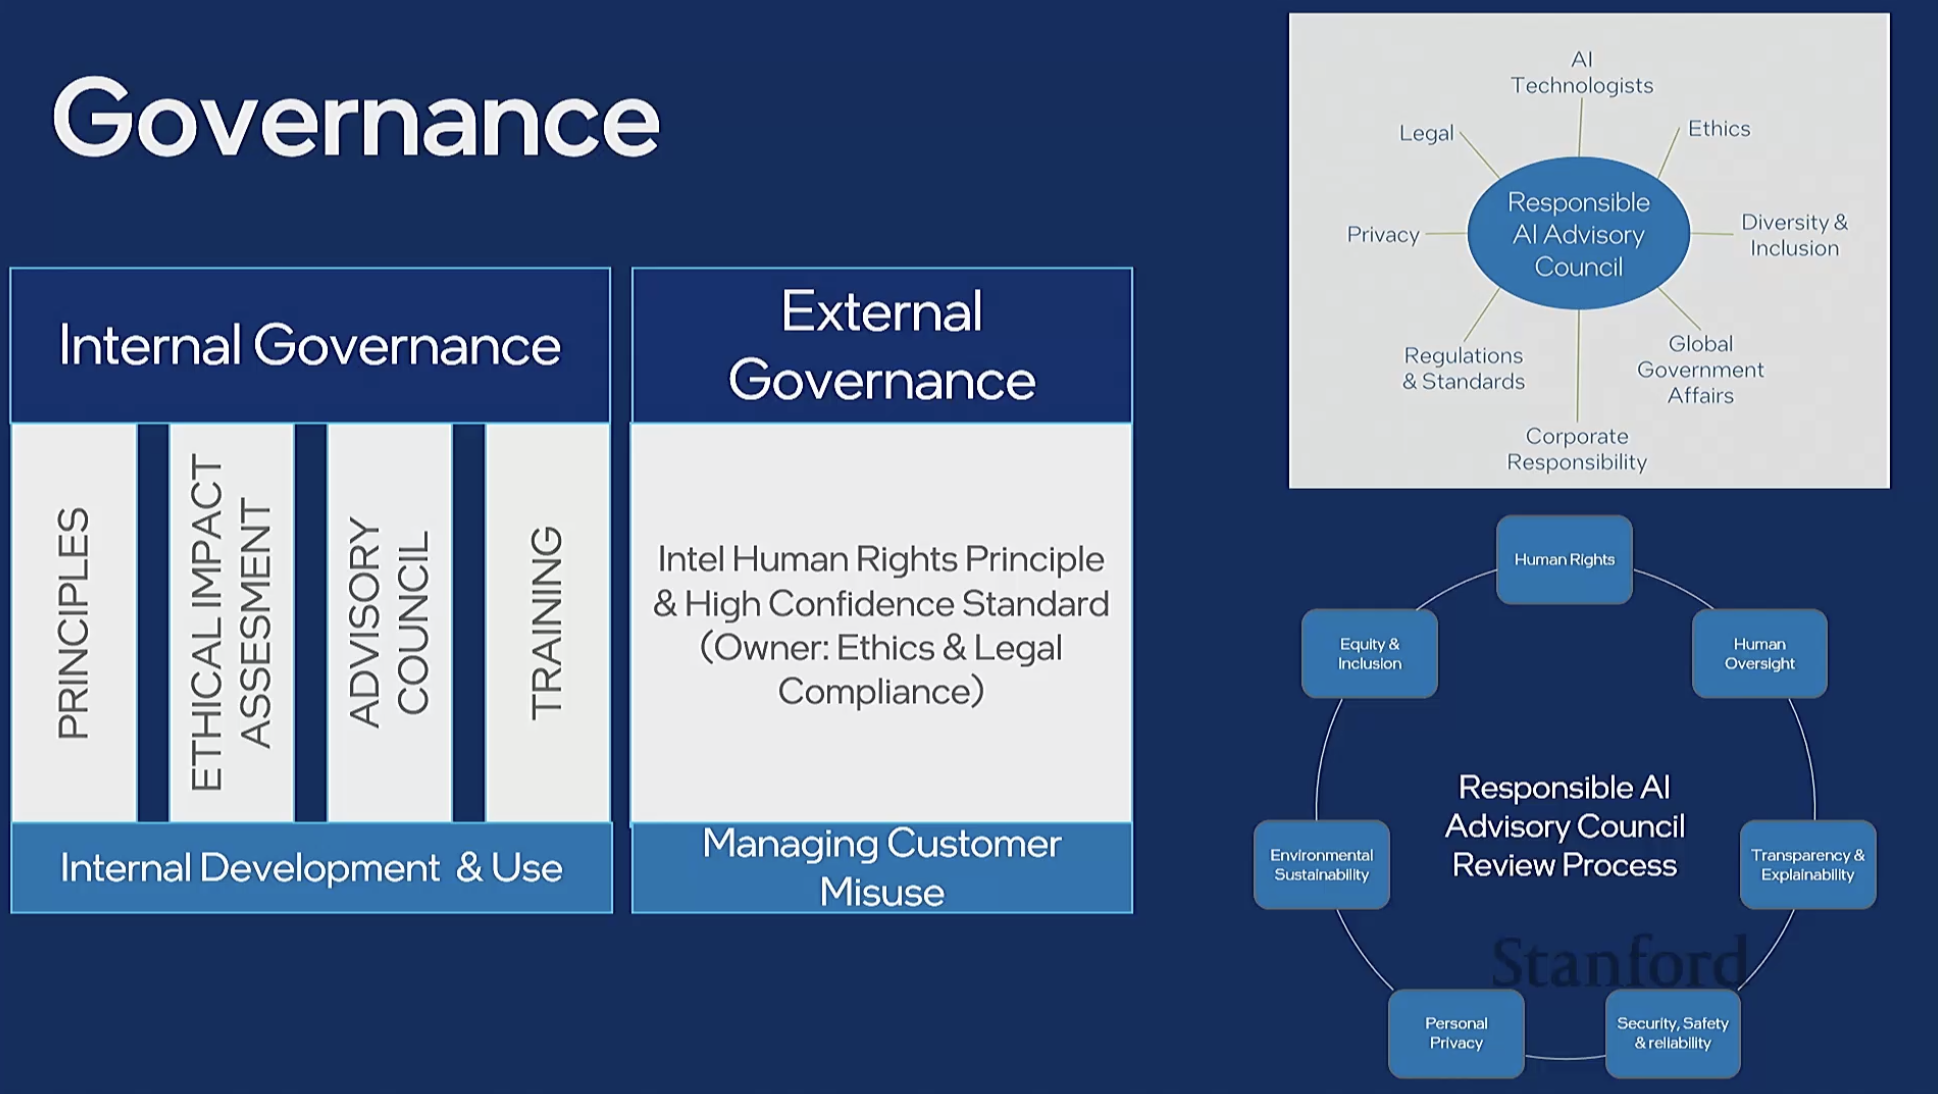 Governance
Internal Governance
PRINCIPLES
ETHICAL IMPACT
ASSESMENT
ADVISORY
COUNCIL
TRAINING
Internal Development & Use
External
Governance
Intel Human Rights Principle
& High Confidence Standard
(Owner: Ethics & Legal
Compliance)
Managing Customer
Misuse
AI
Technologists
Legal
Ethics
Responsible
AI Advisory
Council
Privacy
Diversity &
Inclusion
Regulations
& Standards
Global
Government
Affairs
Corporate
Responsibility
Human Rights
Equity &
Inclusion
Human
Oversight
Responsible AI
Advisory Council
Review Process
Environmental
Sustainability
Transparency &
Explainability
Stanford
Personal
Privacy
Security, Safety
& reliability